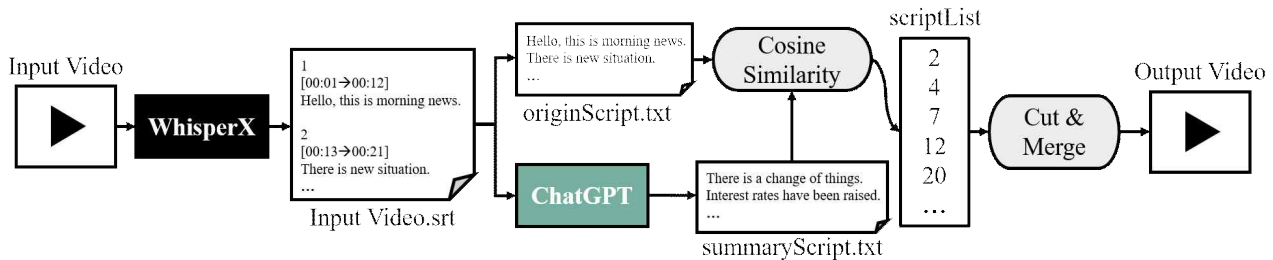 Input Video
WhisperX
1
[00:01→00:12]
Hello, this is morning news.
2
[00:13→00:21]
There is new situation.
...
Input Video.srt
Hello, this is morning news.
There is new situation.
...
originScript.txt
ChatGPT
There is a change of things.
Interest rates have been raised.
...
summaryScript.txt
Cosine
Similarity
scriptList
2
4
7
12
20
...
Cut &
Merge
Output Video